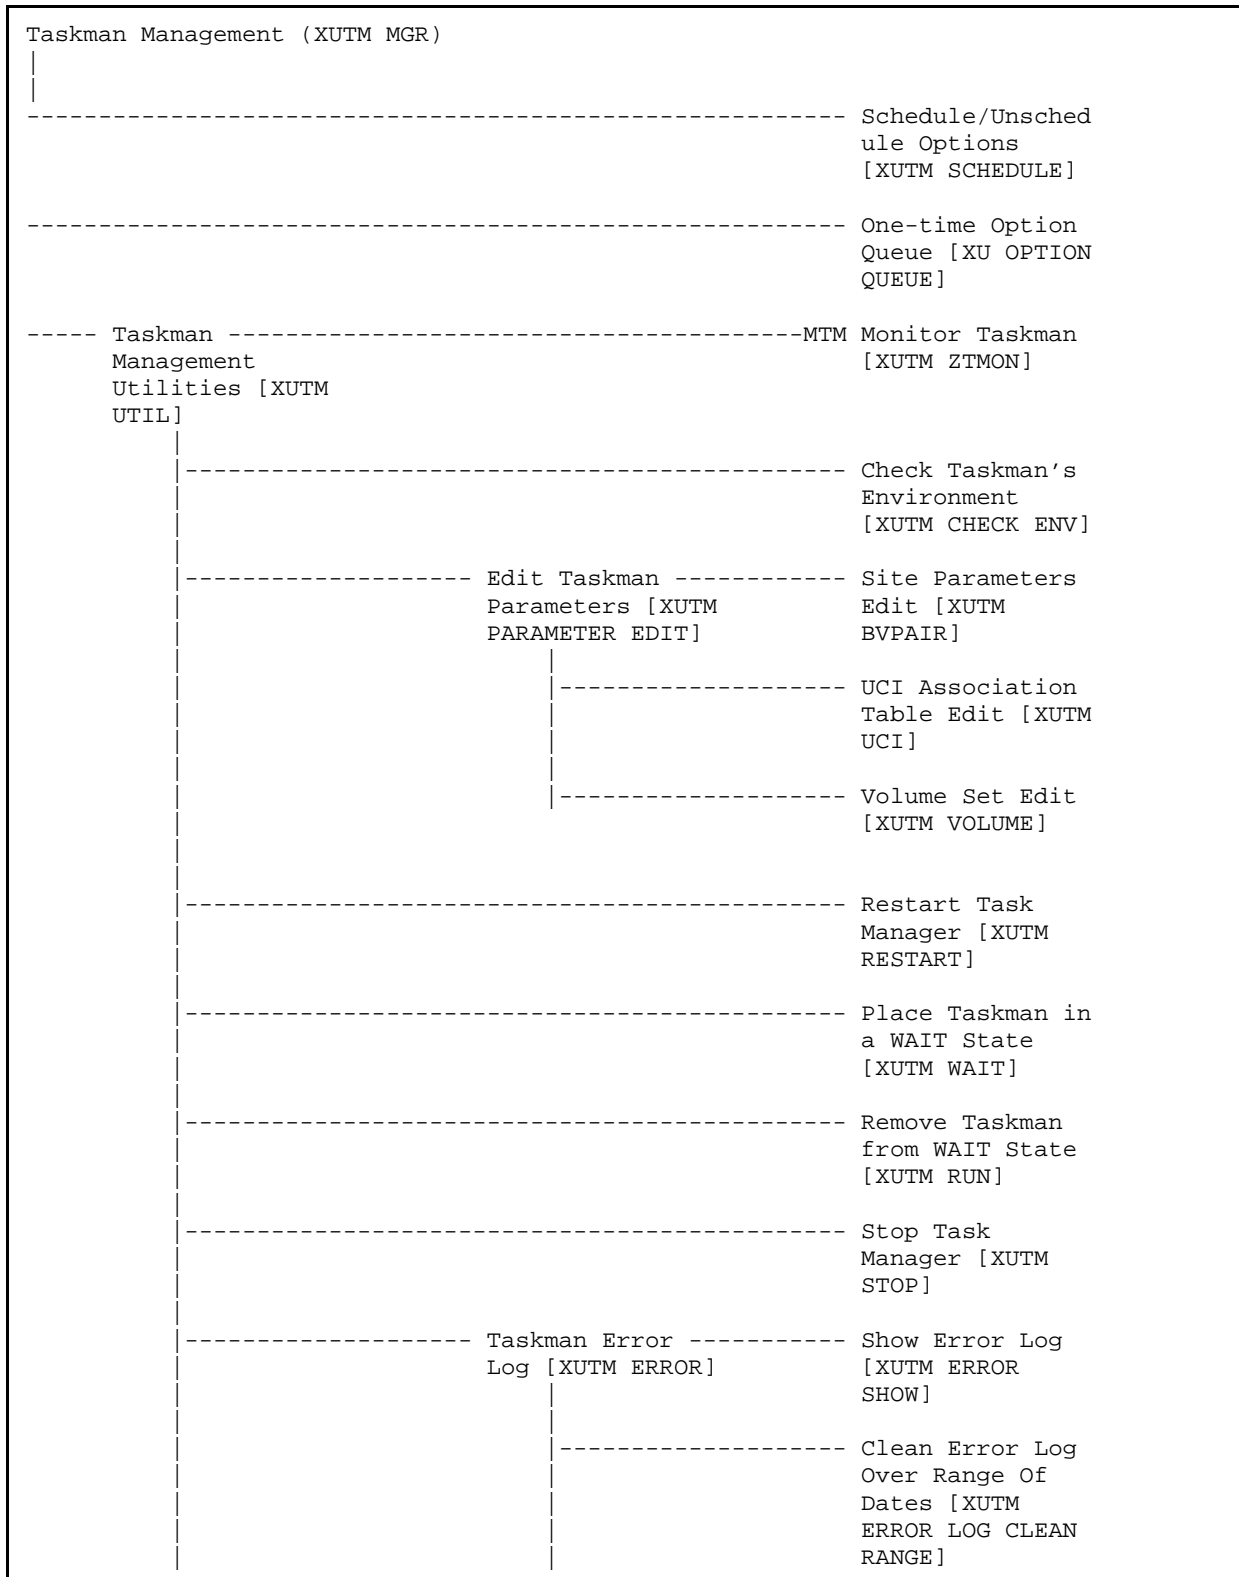 Taskman Management (XUTM MGR)
|
|
--------------------------------------------------------- Schedule/Unsched
ule Options
[XUTM SCHEDULE]
--------------------------------------------------------- One-time Option
Queue [XU OPTION
QUEUE]
----- Taskman ----------------------------------------MTM Monitor Taskman
Management [XUTM ZTMON]
Utilities [XUTM
UTIL]
|
|---------------------------------------------- Check Taskman's
| Environment
| [XUTM CHECK ENV]
|
|-------------------- Edit Taskman ------------ Site Parameters
| Parameters [XUTM Edit [XUTM
| PARAMETER EDIT] BVPAIR]
| |
| |-------------------- UCI Association
| | Table Edit [XUTM
| | UCI]
| |
| |-------------------- Volume Set Edit
| [XUTM VOLUME]
|
|
|---------------------------------------------- Restart Task
| Manager [XUTM
| RESTART]
|
|---------------------------------------------- Place Taskman in
| a WAIT State
| [XUTM WAIT]
|
|---------------------------------------------- Remove Taskman
| from WAIT State
| [XUTM RUN]
|
|---------------------------------------------- Stop Task
| Manager [XUTM
| STOP]
|
|-------------------- Taskman Error ----------- Show Error Log
| Log [XUTM ERROR] [XUTM ERROR
| | SHOW]
| |
| |-------------------- Clean Error Log
| | Over Range Of
| | Dates [XUTM
| | ERROR LOG CLEAN
| | RANGE]